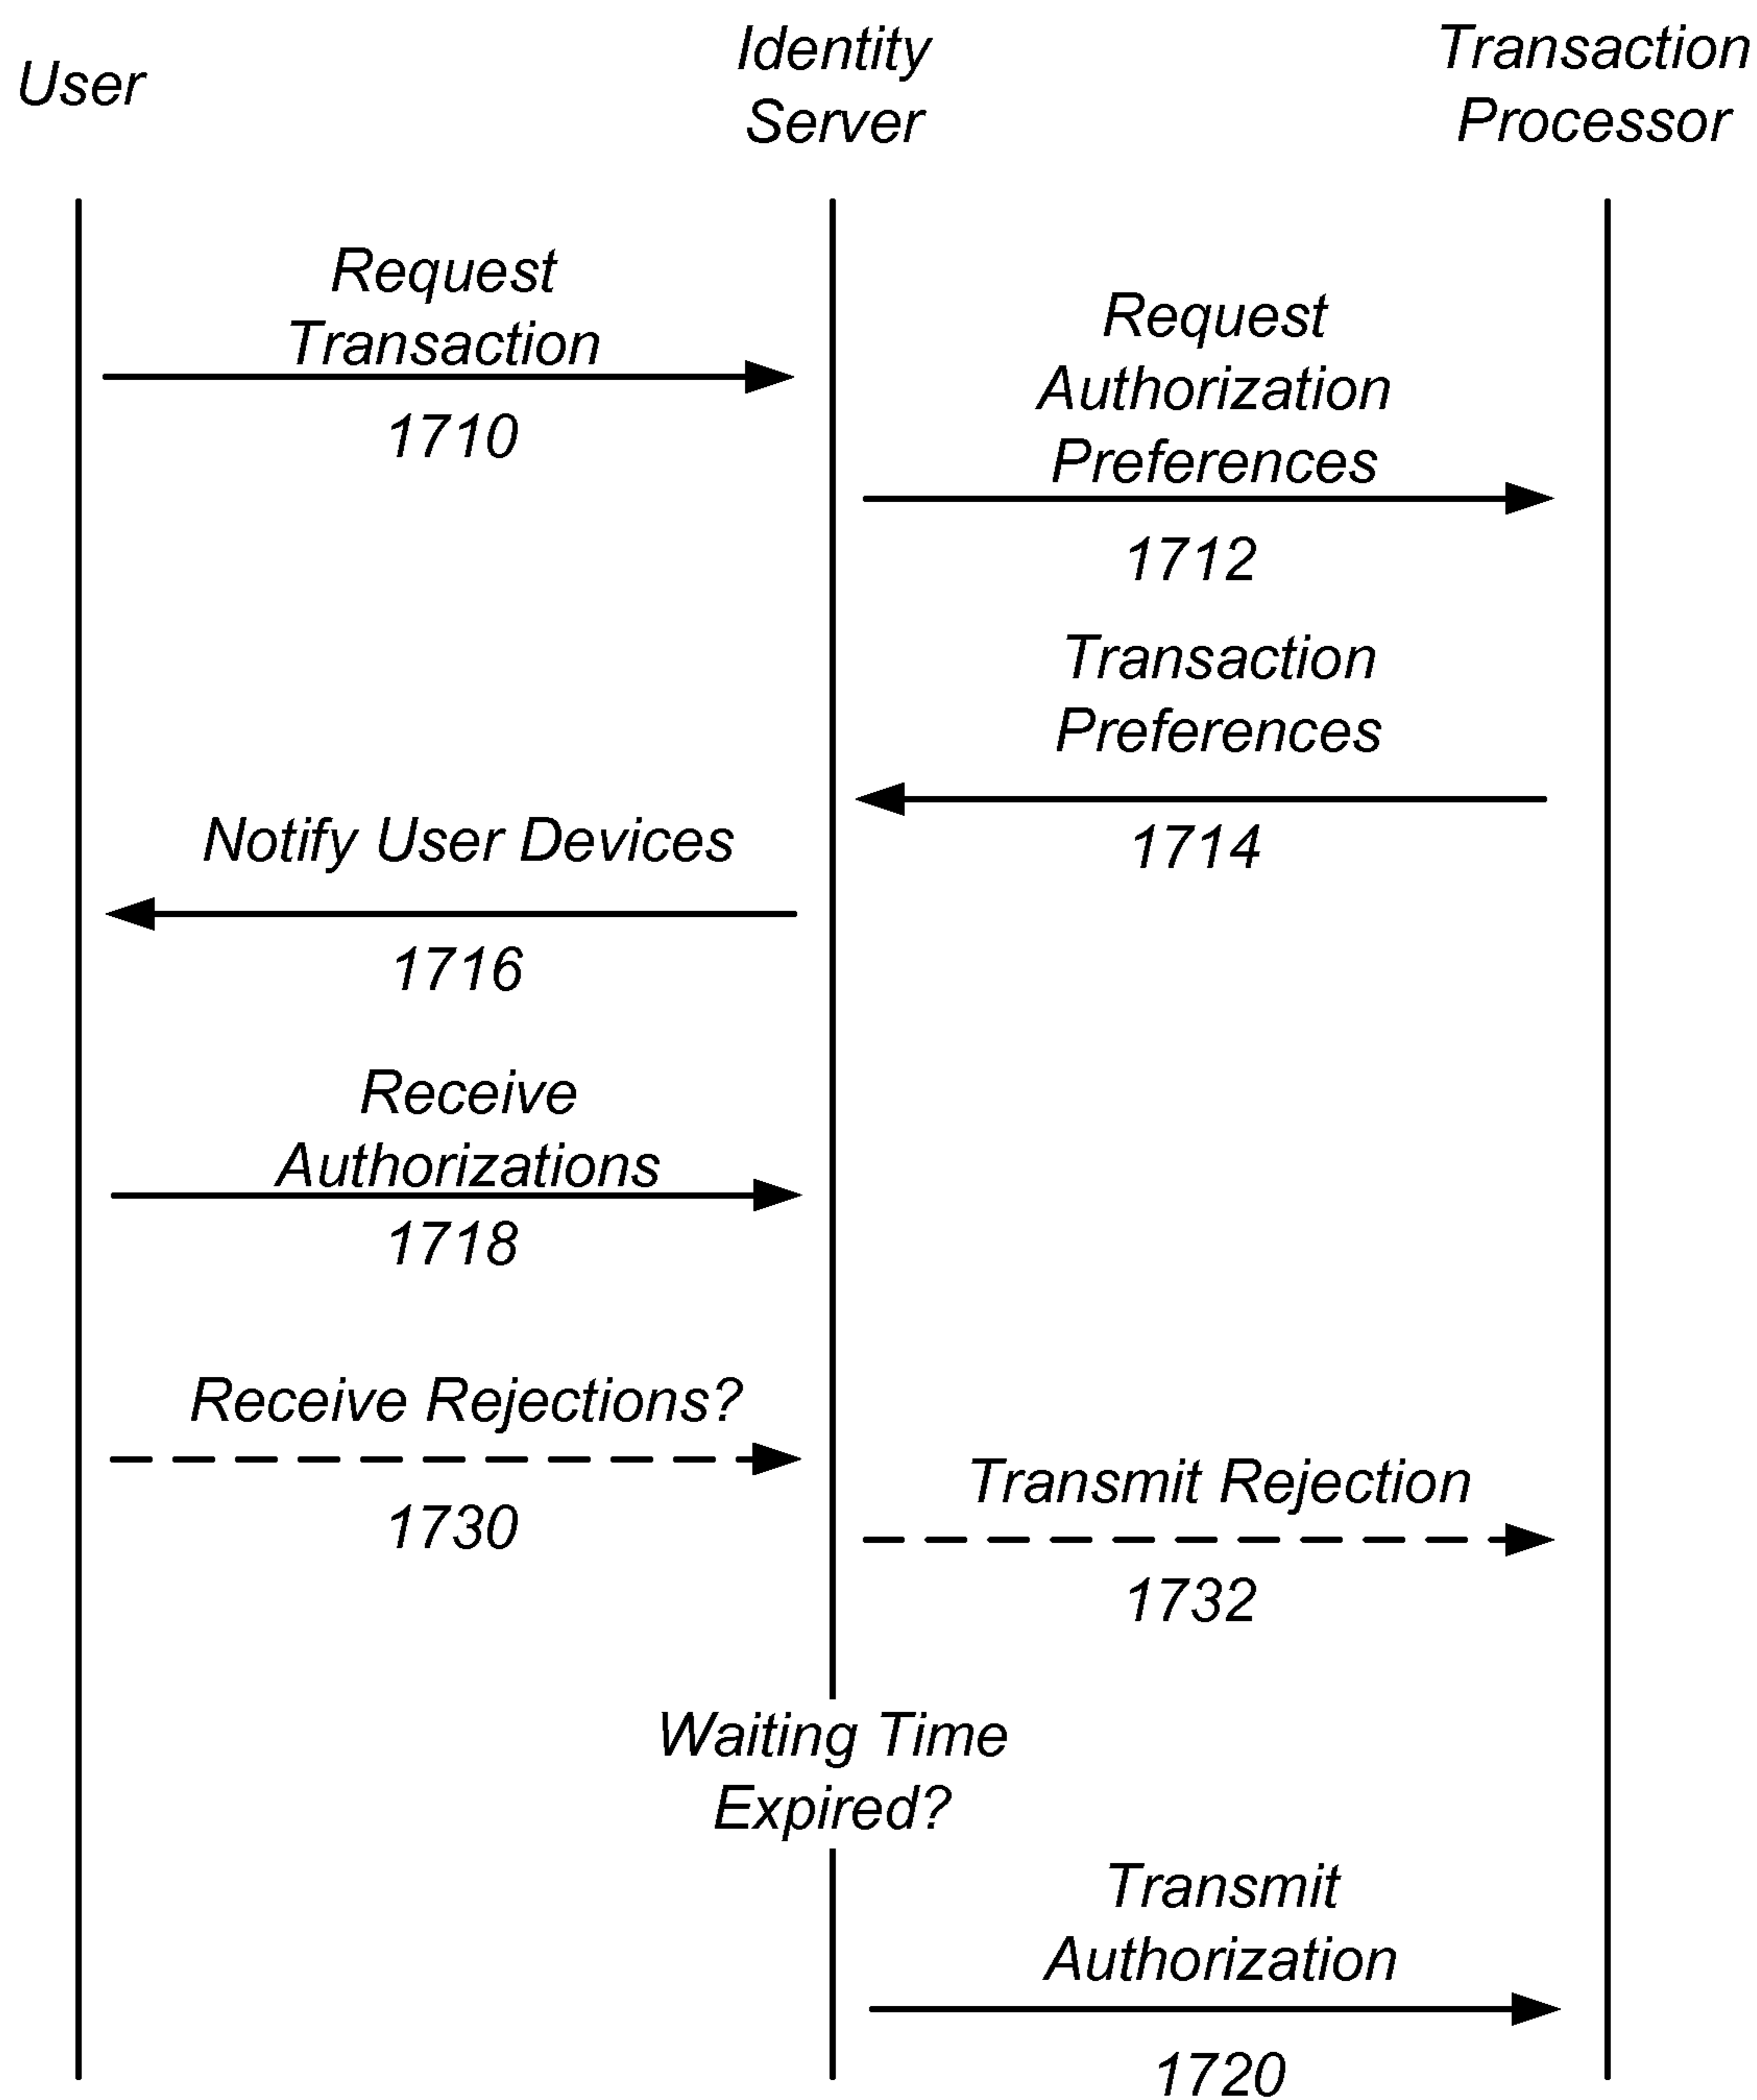 User
Identity
Server
Transaction
Processor
Request
Transaction
1710
Request
Authorization
Preferences
1712
Transaction
Preferences
1714
Notify User Devices
1716
Receive
Authorizations
1718
Receive Rejections?
1730
Transmit Rejection
1732
Waiting Time
Expired?
Transmit
Authorization
1720